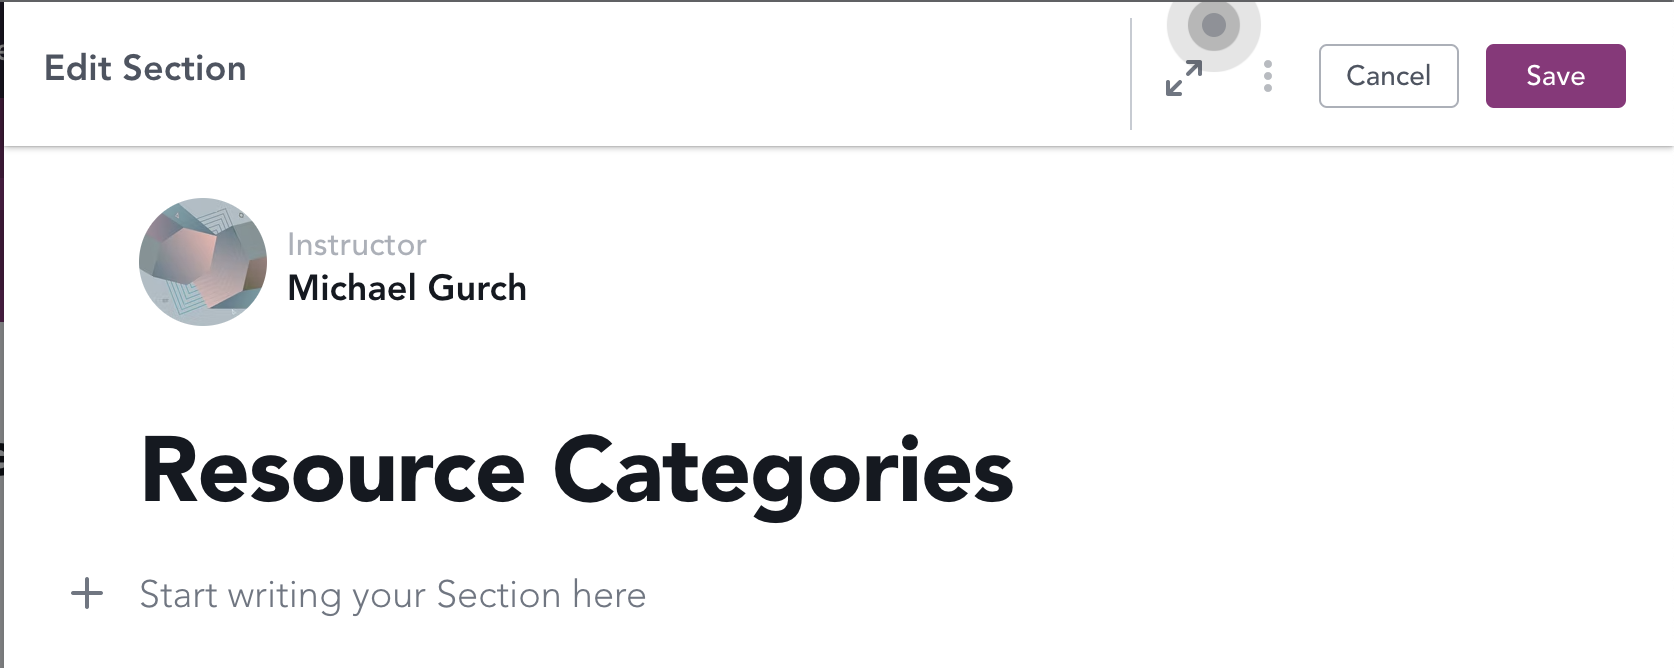 Edit Section
Cancel
Save
Instructor
Michael Gurch
Resource Categories
Start writing your Section here